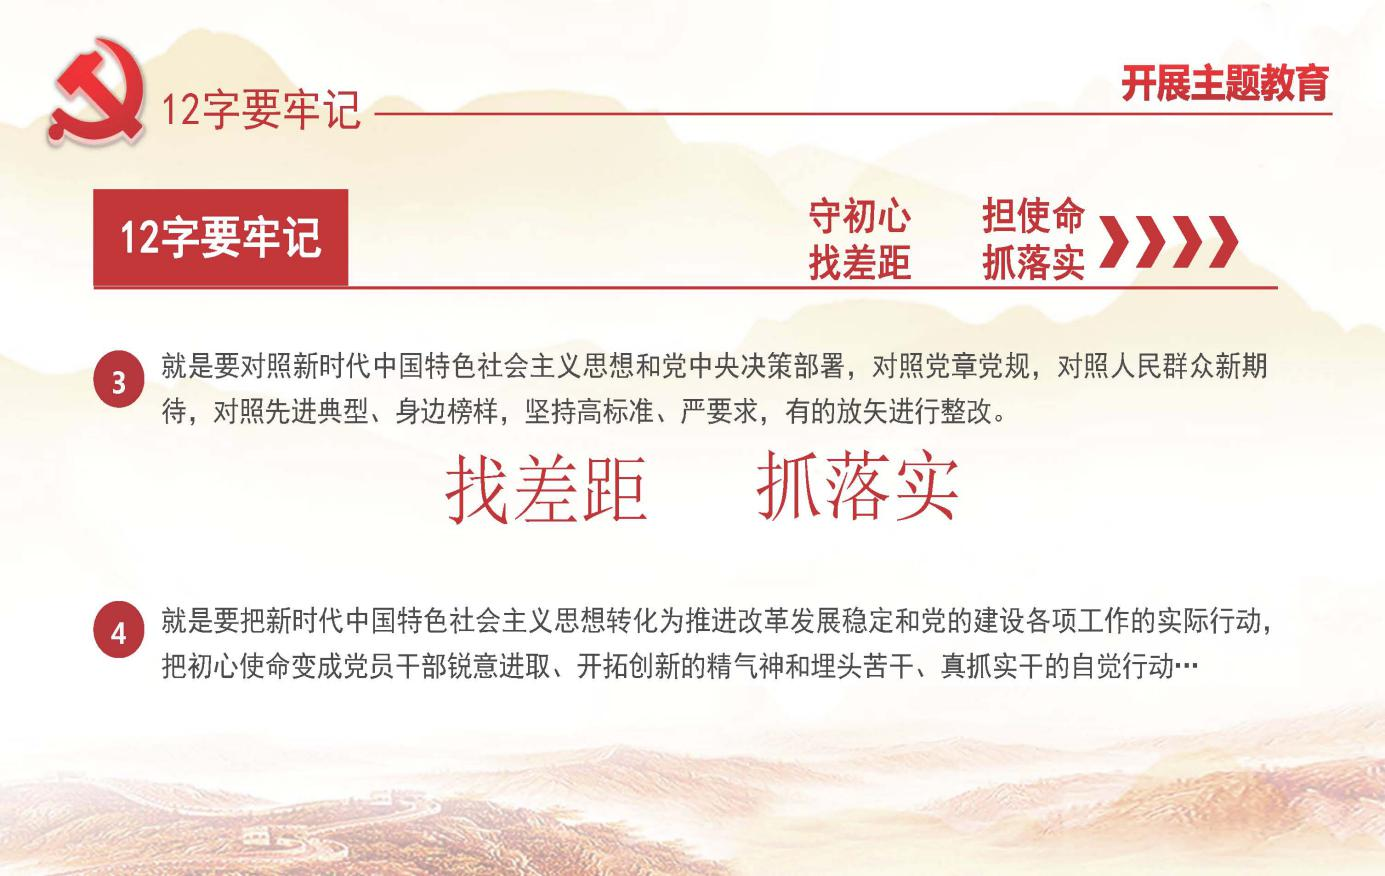 12字要牢记
开展主题教育
12字要牢记
守初心 担使命
找差距 抓落实
3
就是要对照新时代中国特色社会主义思想和党中央决策部署，对照党章党规，对照人民群众新期
待，对照先进典型、身边榜样，坚持高标准、严要求，有的放矢进行整改。
找差距 抓落实
4
就是要把新时代中国特色社会主义思想转化为推进改革发展稳定和党的建设各项工作的实际行动，
把初心使命变成党员干部锐意进取、开拓创新的精气神和埋头苦干、真抓实干的自觉行动…